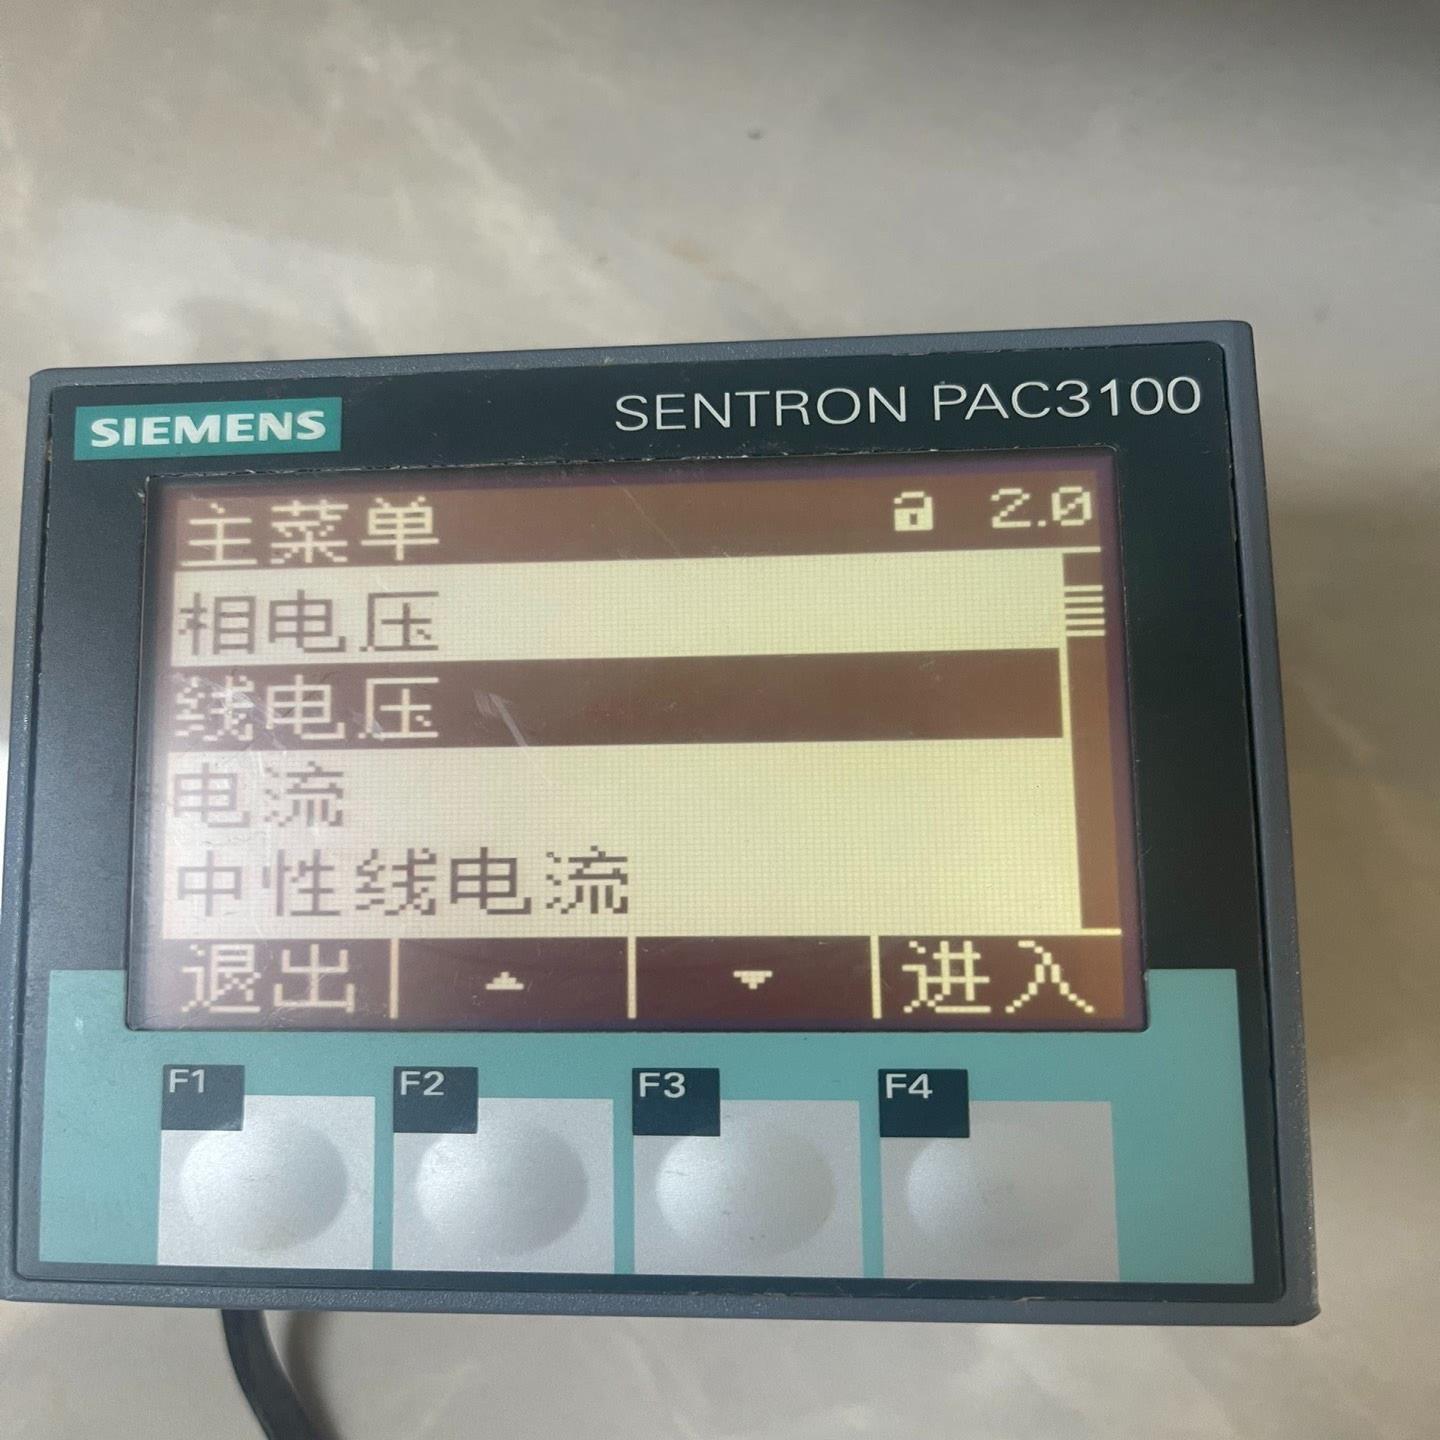 SIEMENS
SENTRON PAC3100
主菜单 2.0
相电压
线电压
电流
中性线电流
退出 进入
F1 F2 F3 F4